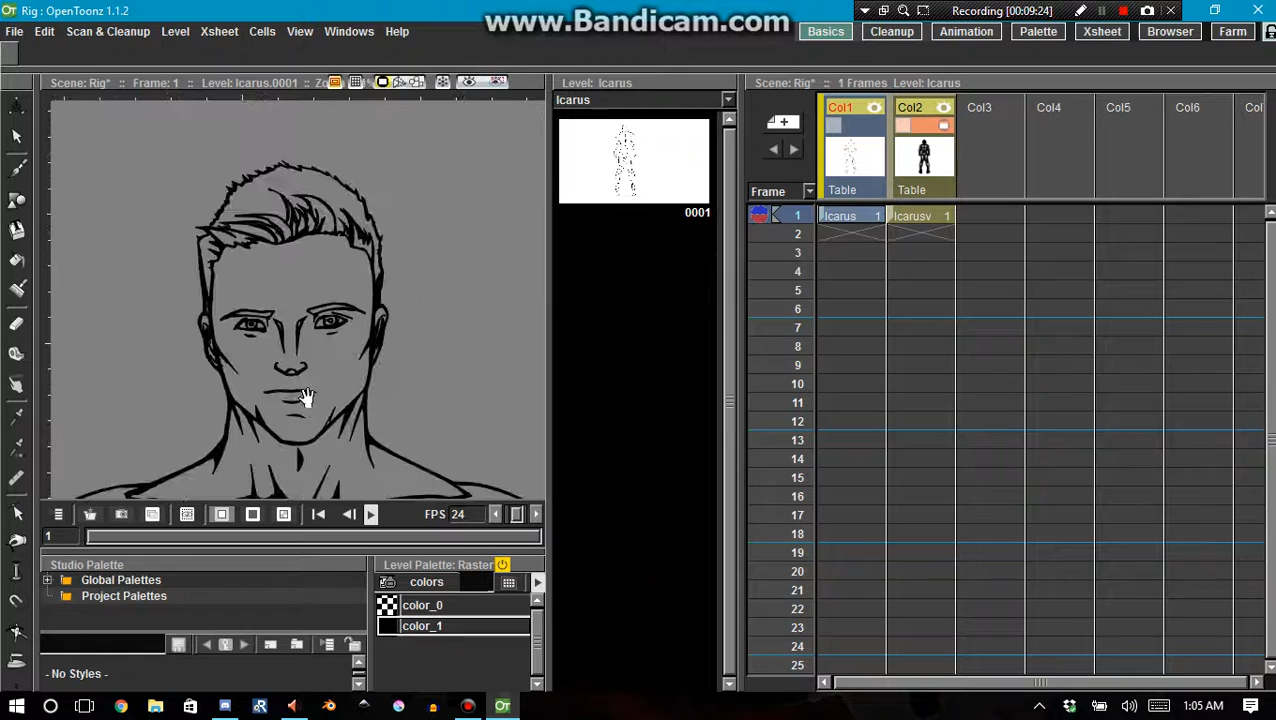 Rig : OpenToonz 1.1.2
www.Bandicam.com
Recording [00:09:24]
File Edit Scan & Cleanup Level Xsheet Cells View Windows Help
Basics Cleanup Animation Palette Xsheet Browser Farm
Scene: Rig* :: Frame: 1 :: Level: Icarus.0001 :: Zo
Level: Icarus
Scene: Rig* :: 1 Frames Level: Icarus
Icarus
0001
Col1 Col2 Col3 Col4 Col5 Col6 Col
Table Table
Frame
1 Icarus 1 Icarusv 1
2
3
4
5
6
7
8
9
10
11
12
13
14
15
16
17
18
19
20
21
22
23
24
25
FPS 24
1
Studio Palette
Global Palettes
Project Palettes
- No Styles -
Level Palette: Raster
colors
color_0
color_1
1:05 AM